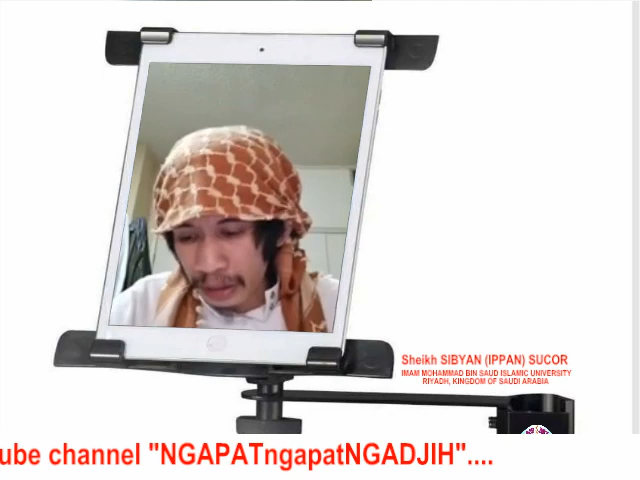 Sheikh SIBYAN (IPPAN) SUCOR
IMAM MOHAMMAD BIN SAUD ISLAMIC UNIVERSITY
RIYADH, KINGDOM OF SAUDI ARABIA
ube channel "NGAPATngapatNGADJIH"....